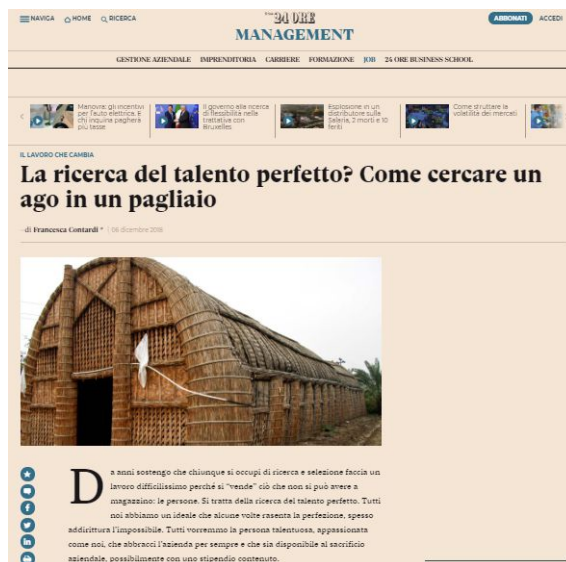 NAVIGA HOME RICERCA
24 ORE
MANAGEMENT
ABBONATI ACCEDI
GESTIONE AZIENDALE IMPRENDITORIA CARRIERE FORMAZIONE JOB 24 ORE BUSINESS SCHOOL
Manovra: gli incentivi
per l'auto elettrica. E
chi inquina pagherà
più tasse
Il governo alla ricerca
di flessibilità nella
trattativa con
Bruxelles
Esplosione in un
distributore sulla
Salaria, 2 morti e 10
feriti
Come sfruttare la
volatilità dei mercati
IL LAVORO CHE CAMBIA
La ricerca del talento perfetto? Come cercare un
ago in un pagliaio
–di Francesca Contardi * | 06 dicembre 2018
Da anni sostengo che chiunque si occupi di ricerca e selezione faccia un
lavoro difficilissimo perché si "vende" ciò che non si può avere a
magazzino: le persone. Si tratta della ricerca del talento perfetto. Tutti
noi abbiamo un ideale che alcune volte rasenta la perfezione, spesso
addirittura l'impossibile. Tutti vorremmo la persona talentuosa, appassionata
come noi, che abbracci l'azienda per sempre e che sia disponibile al sacrificio
aziendale, possibilmente con uno stipendio contenuto.